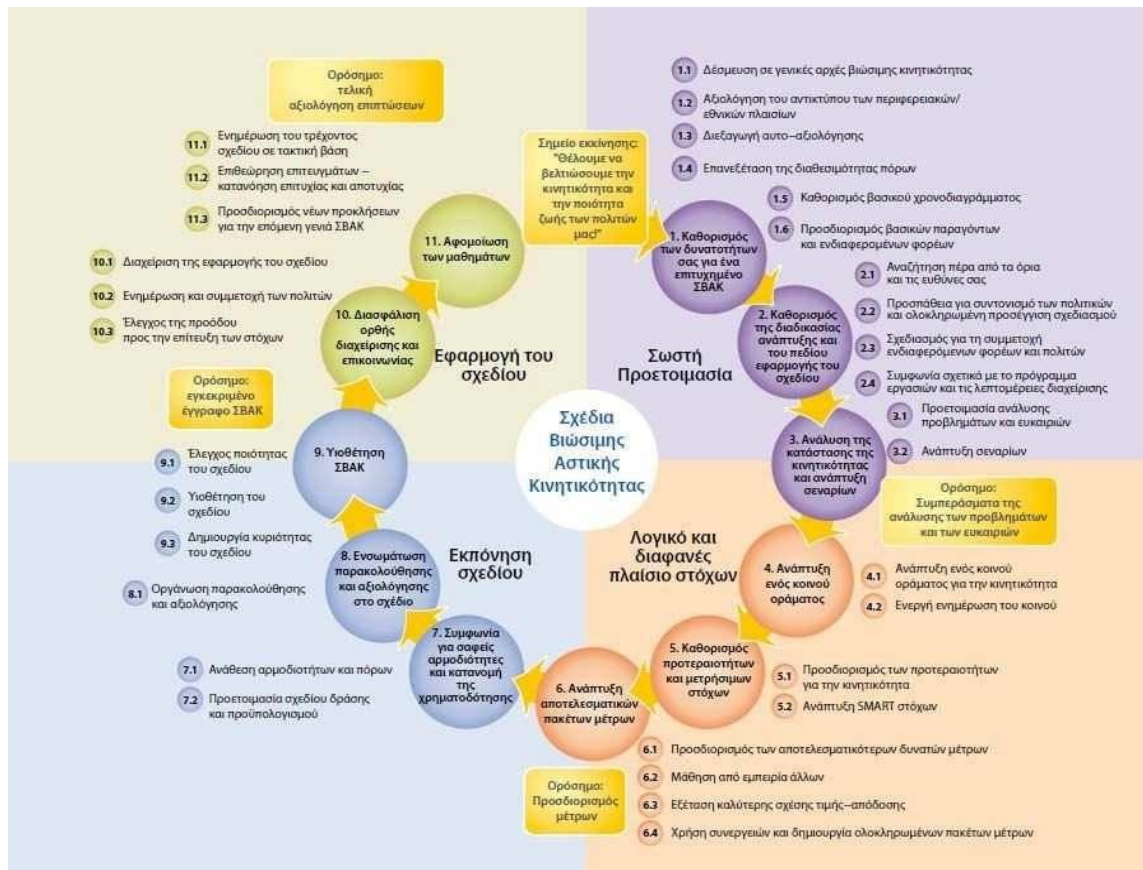 Ορόσημο:
τελική
αξιολόγηση επιπτώσεων
11.1 Ενημέρωση του τρέχοντος
σχεδίου σε τακτική βάση
11.2 Επιθεώρηση επιτευγμάτων –
κατανόηση επιτυχίας και αποτυχίας
11.3 Προσδιορισμός νέων προκλήσεων
για την επόμενη γενιά ΣΒΑΚ
Σημείο εκκίνησης:
"Θέλουμε να
βελτιώσουμε την
κινητικότητα και
την ποιότητα
ζωής των πολιτών
μας!"
1.1 Δέσμευση σε γενικές αρχές βιώσιμης κινητικότητας
1.2 Αξιολόγηση του αντικτύπου των περιφερειακών/
εθνικών πλαισίων
1.3 Διεξαγωγή αυτο–αξιολόγησης
1.4 Επανεξέταση της διαθεσιμότητας πόρων
1.5 Καθορισμός βασικού χρονοδιαγράμματος
1.6 Προσδιορισμός βασικών παραγόντων
και ενδιαφερομένων φορέων
11. Αφομοίωση
των μαθημάτων
1. Καθορισμός
των δυνατοτήτων
σας για ένα
επιτυχημένο
ΣΒΑΚ
10.1 Διαχείριση της εφαρμογής του σχεδίου
10.2 Ενημέρωση και συμμετοχή των πολιτών
10.3 Έλεγχος της προόδου
προς την επίτευξη των στόχων
10. Διασφάλιση
ορθής
διαχείρισης και
επικοινωνίας
Εφαρμογή του
σχεδίου
Σωστή
Προετοιμασία
2. Καθορισμός
της διαδικασίας
ανάπτυξης και
του πεδίου
εφαρμογής του
σχεδίου
2.1 Αναζήτηση πέρα από τα όρια
και τις ευθύνες σας
2.2 Προσπάθεια για συντονισμό των πολιτικών
και ολοκληρωμένη προσέγγιση σχεδιασμού
2.3 Σχεδιασμός για τη συμμετοχή
ενδιαφερόμενων φορέων και πολιτών
2.4 Συμφωνία σχετικά με το πρόγραμμα
εργασιών και τις λεπτομέρειες διαχείρισης
Ορόσημο:
εγκεκριμένο
έγγραφο ΣΒΑΚ
9. Υιοθέτηση
ΣΒΑΚ
9.1 Έλεγχος ποιότητας
του σχεδίου
9.2 Υιοθέτηση του
σχεδίου
9.3 Δημιουργία κυριότητας
του σχεδίου
Σχέδια
Βιώσιμης
Αστικής
Κινητικότητας
3. Ανάλυση της
κατάστασης της
κινητικότητας
και ανάπτυξη
σεναρίων
3.1 Προετοιμασία ανάλυσης
προβλημάτων και ευκαιριών
3.2 Ανάπτυξη σεναρίων
Ορόσημο:
Συμπεράσματα της
ανάλυσης των προβλημάτων
και των ευκαιριών
8. Ενσωμάτωση
παρακολούθησης
και αξιολόγησης
στο σχέδιο
Εκπόνηση
σχεδίου
Λογικό και
διαφανές
πλαίσιο στόχων
4. Ανάπτυξη
ενός κοινού
οράματος
4.1 Ανάπτυξη ενός κοινού
οράματος για την κινητικότητα
4.2 Ενεργή ενημέρωση του κοινού
8.1 Οργάνωση παρακολούθησης
και αξιολόγησης
7. Συμφωνία
για σαφείς
αρμοδιότητες
και κατανομή
της
χρηματοδότησης
7.1 Ανάθεση αρμοδιοτήτων και πόρων
7.2 Προετοιμασία σχεδίου δράσης
και προϋπολογισμού
6. Ανάπτυξη
αποτελεσματικών
πακέτων μέτρων
5. Καθορισμός
προτεραιοτήτων
και μετρήσιμων
στόχων
5.1 Προσδιορισμός των προτεραιοτήτων
για την κινητικότητα
5.2 Ανάπτυξη SMART στόχων
Ορόσημο:
Προσδιορισμός
μέτρων
6.1 Προσδιορισμός των αποτελεσματικότερων δυνατών μέτρων
6.2 Μάθηση από εμπειρία άλλων
6.3 Εξέταση καλύτερης σχέσης τιμής–απόδοσης
6.4 Χρήση συνεργειών και δημιουργία ολοκληρωμένων πακέτων μέτρων